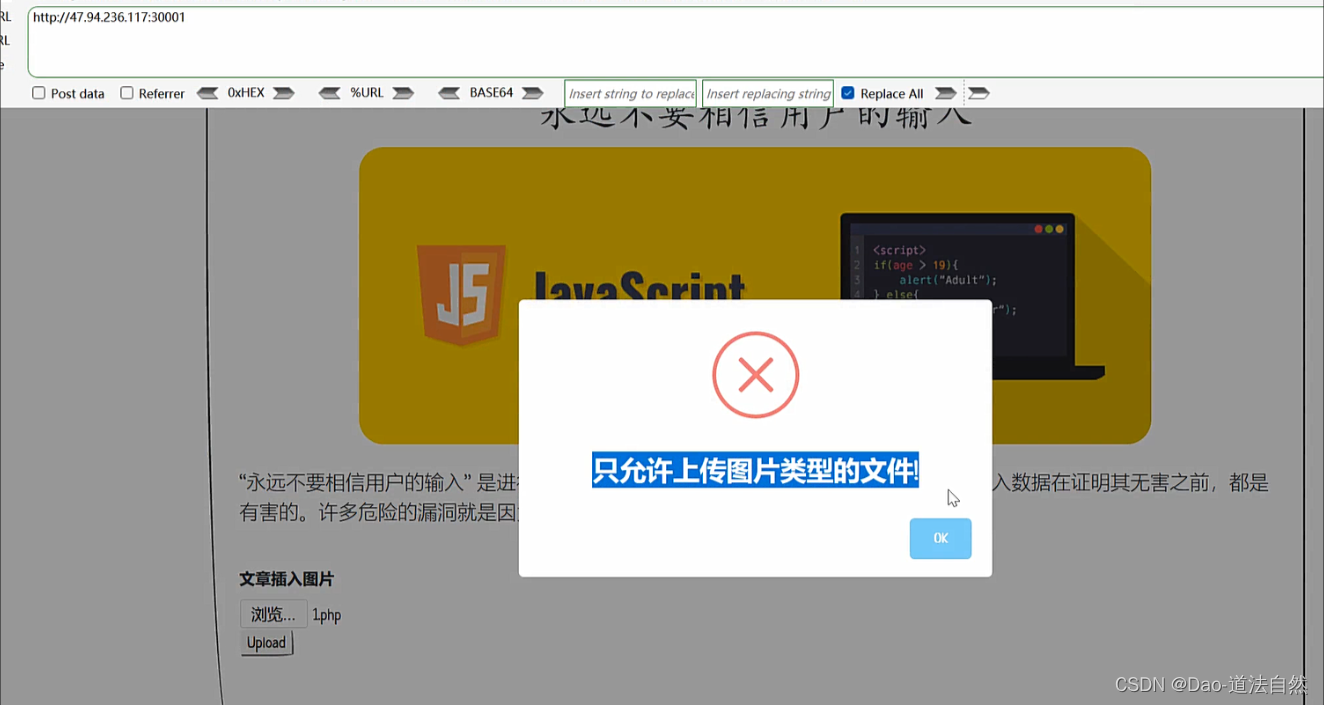 RL
http://47.94.236.117:30001
RL
e
Post data Referrer 0xHEX %URL BASE64 Insert string to replace Insert replacing string Replace All
永远不要相信用户的输入
JS
JavaScript
1 <script>
2 if(age > 19){
3 alert("Adult");
4 } else{
r");
只允许上传图片类型的文件!
“永远不要相信用户的输入” 是进
入数据在证明其无害之前，都是
有害的。许多危险的漏洞就是因
OK
文章插入图片
浏览... 1.php
Upload
CSDN @Dao-道法自然